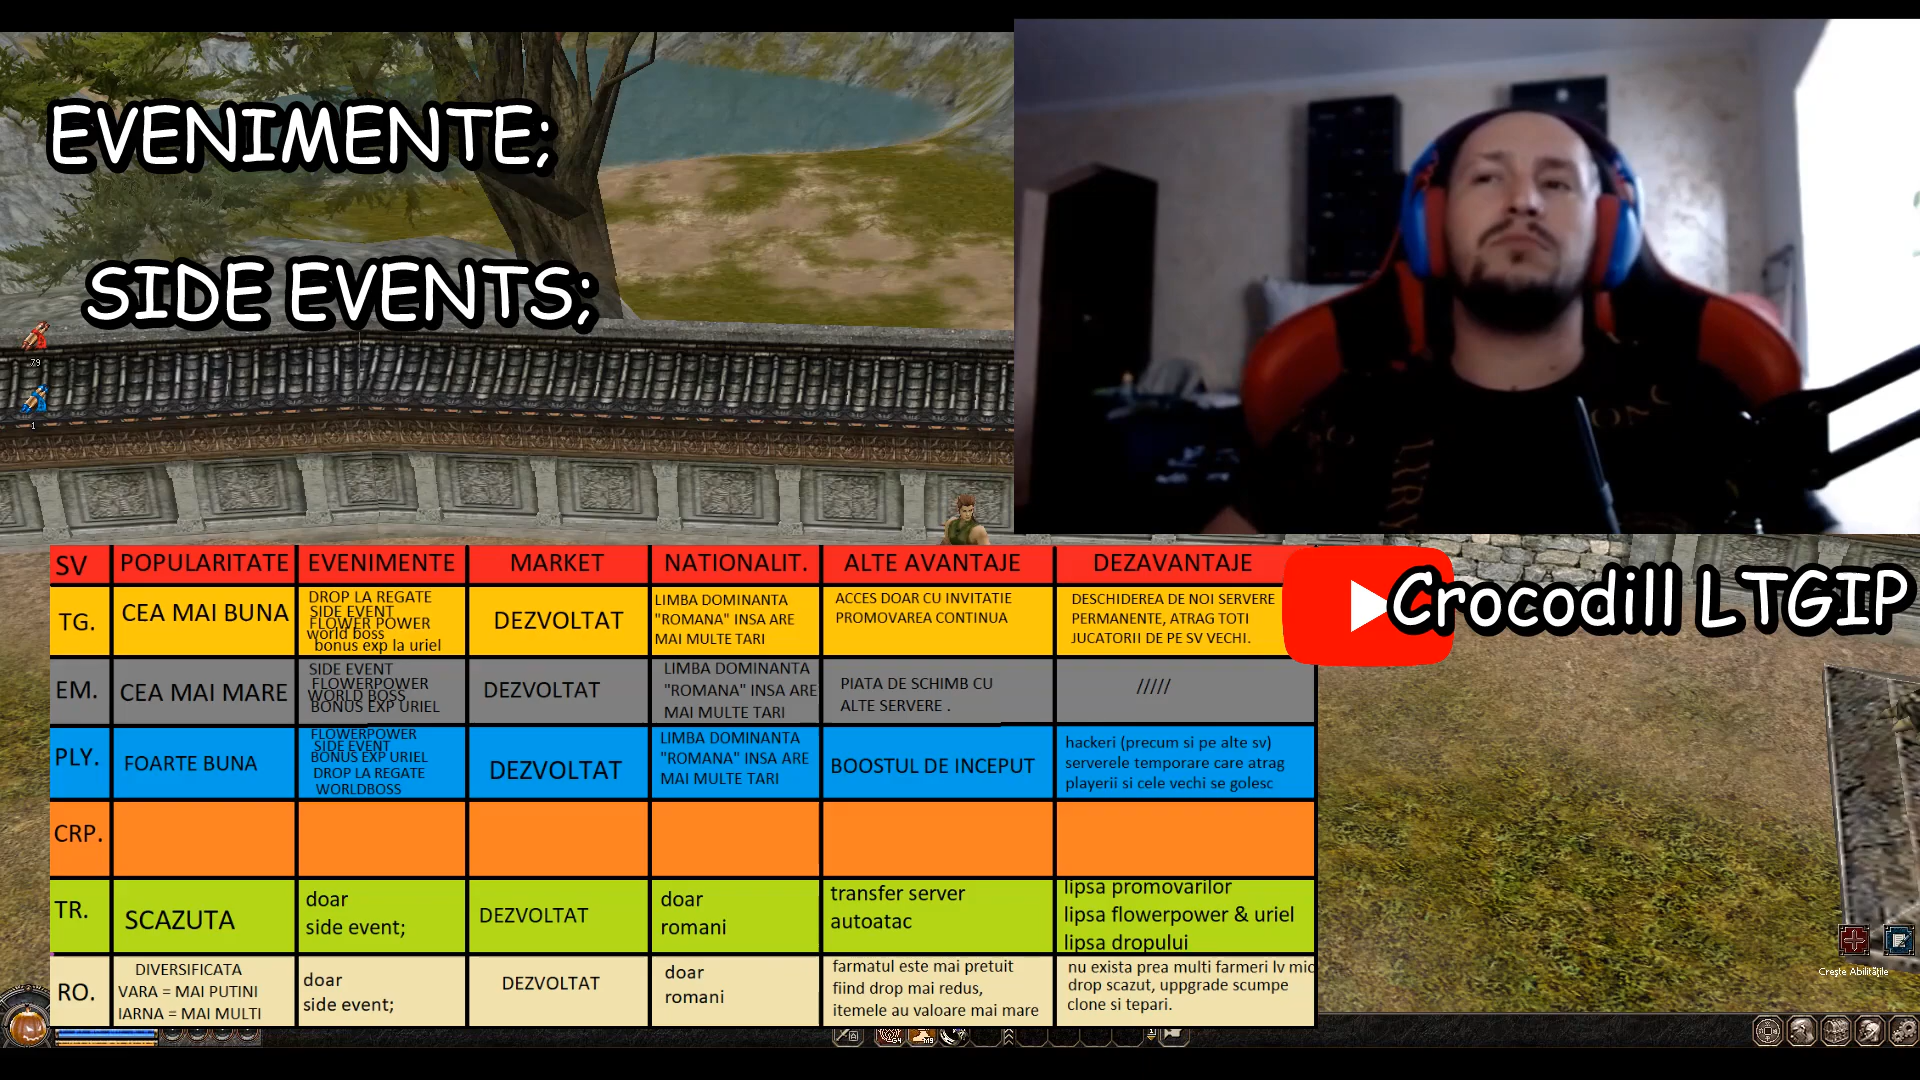 EVENIMENTE;
SIDE EVENTS;
79
1
Crocodill LTGIP
SV POPULARITATE EVENIMENTE MARKET NATIONALIT. ALTE AVANTAJE DEZAVANTAJE
TG.
CEA MAI BUNA
DROP LA REGATE
SIDE EVENT
FLOWER POWER
world boss
bonus exp la uriel
DEZVOLTAT
LIMBA DOMINANTA
"ROMANA" INSA ARE
MAI MULTE TARI
ACCES DOAR CU INVITATIE
PROMOVAREA CONTINUA
DESCHIDEREA DE NOI SERVERE
PERMANENTE, ATRAG TOTI
JUCATORII DE PE SV VECHI.
EM.
CEA MAI MARE
SIDE EVENT
FLOWERPOWER
WORLD BOSS
BONUS EXP URIEL
DEZVOLTAT
LIMBA DOMINANTA
"ROMANA" INSA ARE
MAI MULTE TARI
PIATA DE SCHIMB CU
ALTE SERVERE .
/////
PLY.
FOARTE BUNA
FLOWERPOWER
SIDE EVENT
BONUS EXP URIEL
DROP LA REGATE
WORLDBOSS
DEZVOLTAT
LIMBA DOMINANTA
"ROMANA" INSA ARE
MAI MULTE TARI
BOOSTUL DE INCEPUT
hackeri (precum si pe alte sv)
serverele temporare care atrag
playerii si cele vechi se golesc
CRP.
TR.
SCAZUTA
doar
side event;
DEZVOLTAT
doar
romani
transfer server
autoatac
lipsa promovarilor
lipsa flowerpower & uriel
lipsa dropului
RO.
DIVERSIFICATA
VARA = MAI PUTINI
IARNA = MAI MULTI
doar
side event;
DEZVOLTAT
doar
romani
farmatul este mai pretuit
fiind drop mai redus,
itemele au valoare mai mare
nu exista prea multi farmeri lv mic
drop scazut, uppgrade scumpe
clone si tepari.
Crește Abilitățile